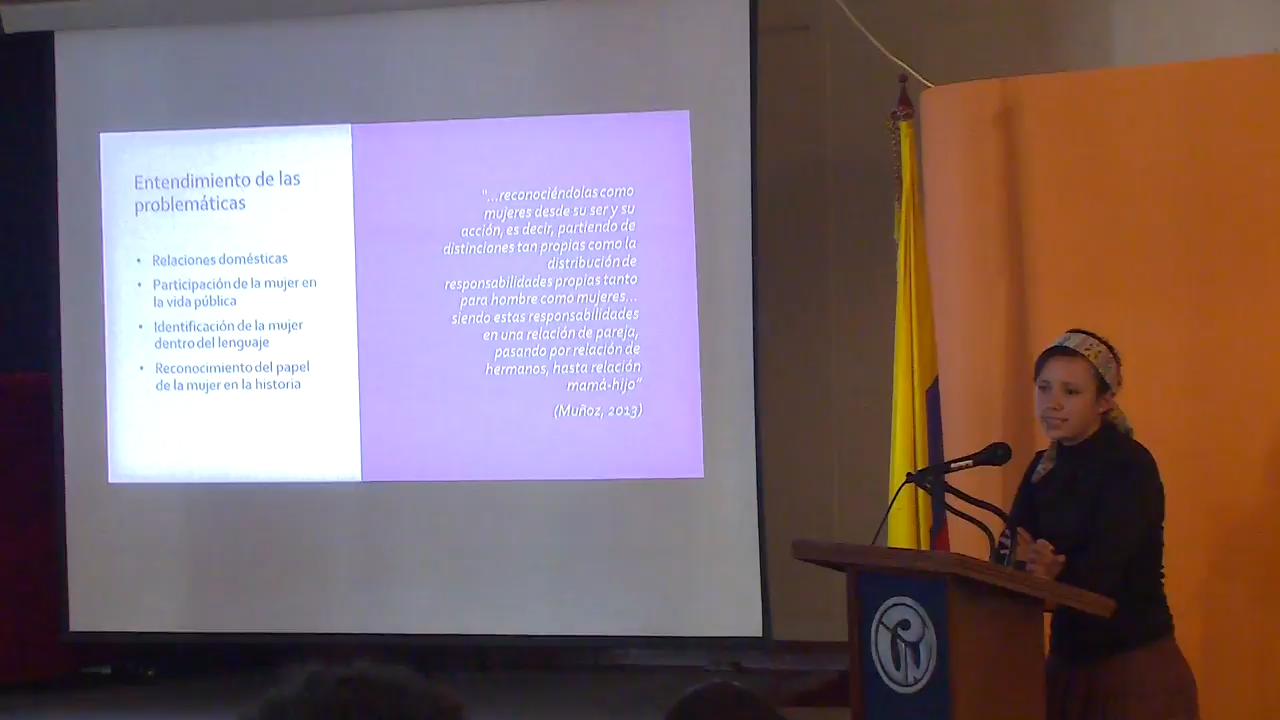 Entendimiento de las
problemáticas
• Relaciones domésticas
• Participación de la mujer en
la vida pública
• Identificación de la mujer
dentro del lenguaje
• Reconocimiento del papel
de la mujer en la historia
"...reconociéndolas como
mujeres desde su ser y su
acción, es decir, partiendo de
distinciones tan propias como la
distribución de
responsabilidades propias tanto
para hombre como mujeres...
siendo estas responsabilidades
en una relación de pareja,
pasando por relación de
hermanos, hasta relación
mamá-hijo"
(Muñoz, 2013)